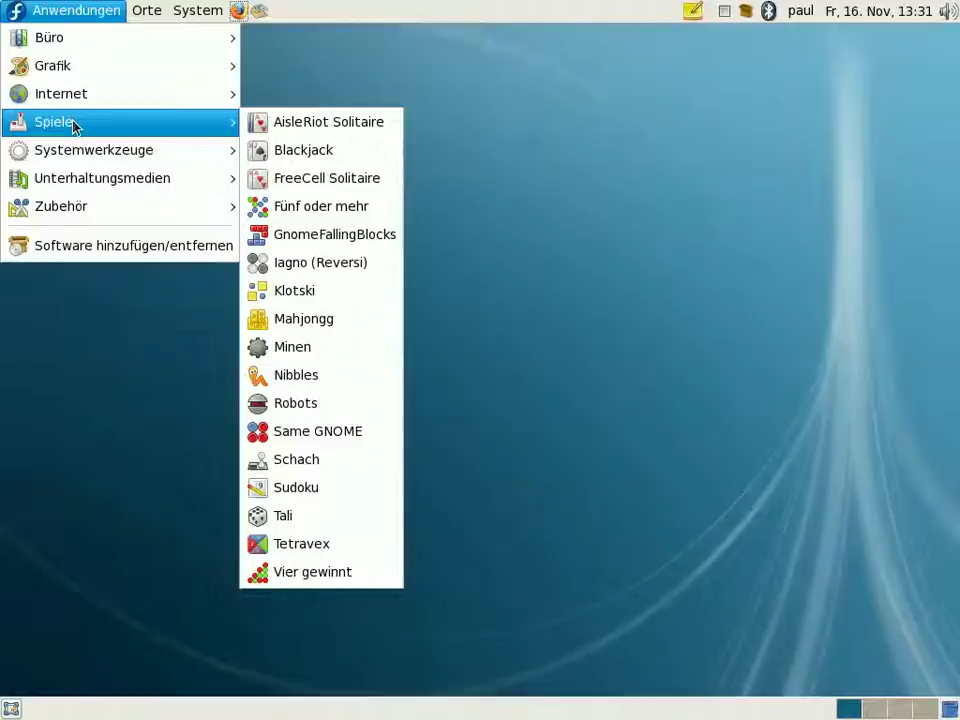 Anwendungen Orte System paul Fr, 16. Nov, 13:31
Büro
Grafik
Internet
Spiele
Systemwerkzeuge
Unterhaltungsmedien
Zubehör
Software hinzufügen/entfernen
AisleRiot Solitaire
Blackjack
FreeCell Solitaire
Fünf oder mehr
GnomeFallingBlocks
Iagno (Reversi)
Klotski
Mahjongg
Minen
Nibbles
Robots
Same GNOME
Schach
Sudoku
Tali
Tetravex
Vier gewinnt